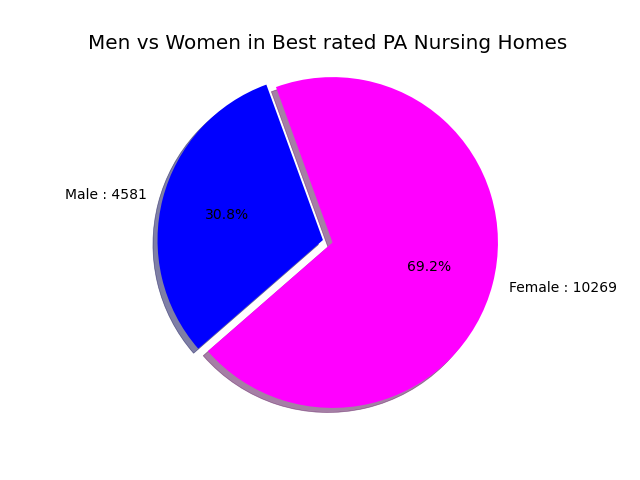 Men vs Women in Best rated PA Nursing Homes
Male : 4581
30.8%
69.2%
Female : 10269